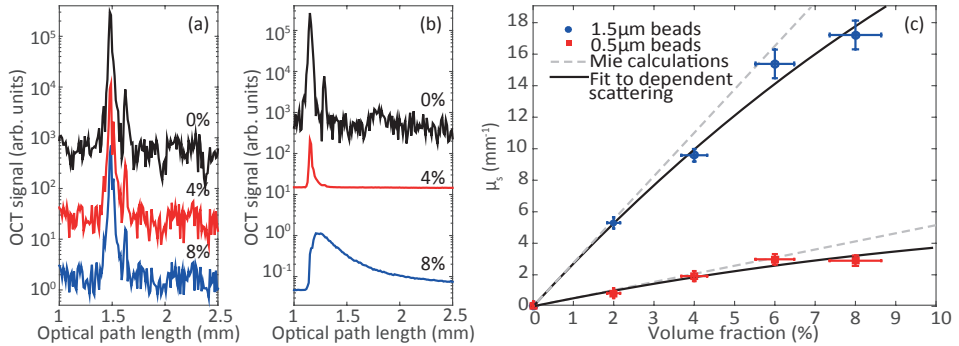 (a)
OCT signal (arb. units)
10⁵
10⁴
10³
10²
10¹
10⁰
0%
4%
8%
1 1.5 2 2.5
Optical path length (mm)
(b)
OCT signal (arb. units)
10⁵
10⁴
10³
10²
10¹
10⁰
10⁻¹
0%
4%
8%
1 1.5 2 2.5
Optical path length (mm)
(c)
1.5µm beads
0.5µm beads
Mie calculations
Fit to dependent
scattering
µₛ (mm⁻¹)
18
16
14
12
10
8
6
4
2
0
0 1 2 3 4 5 6 7 8 9 10
Volume fraction (%)